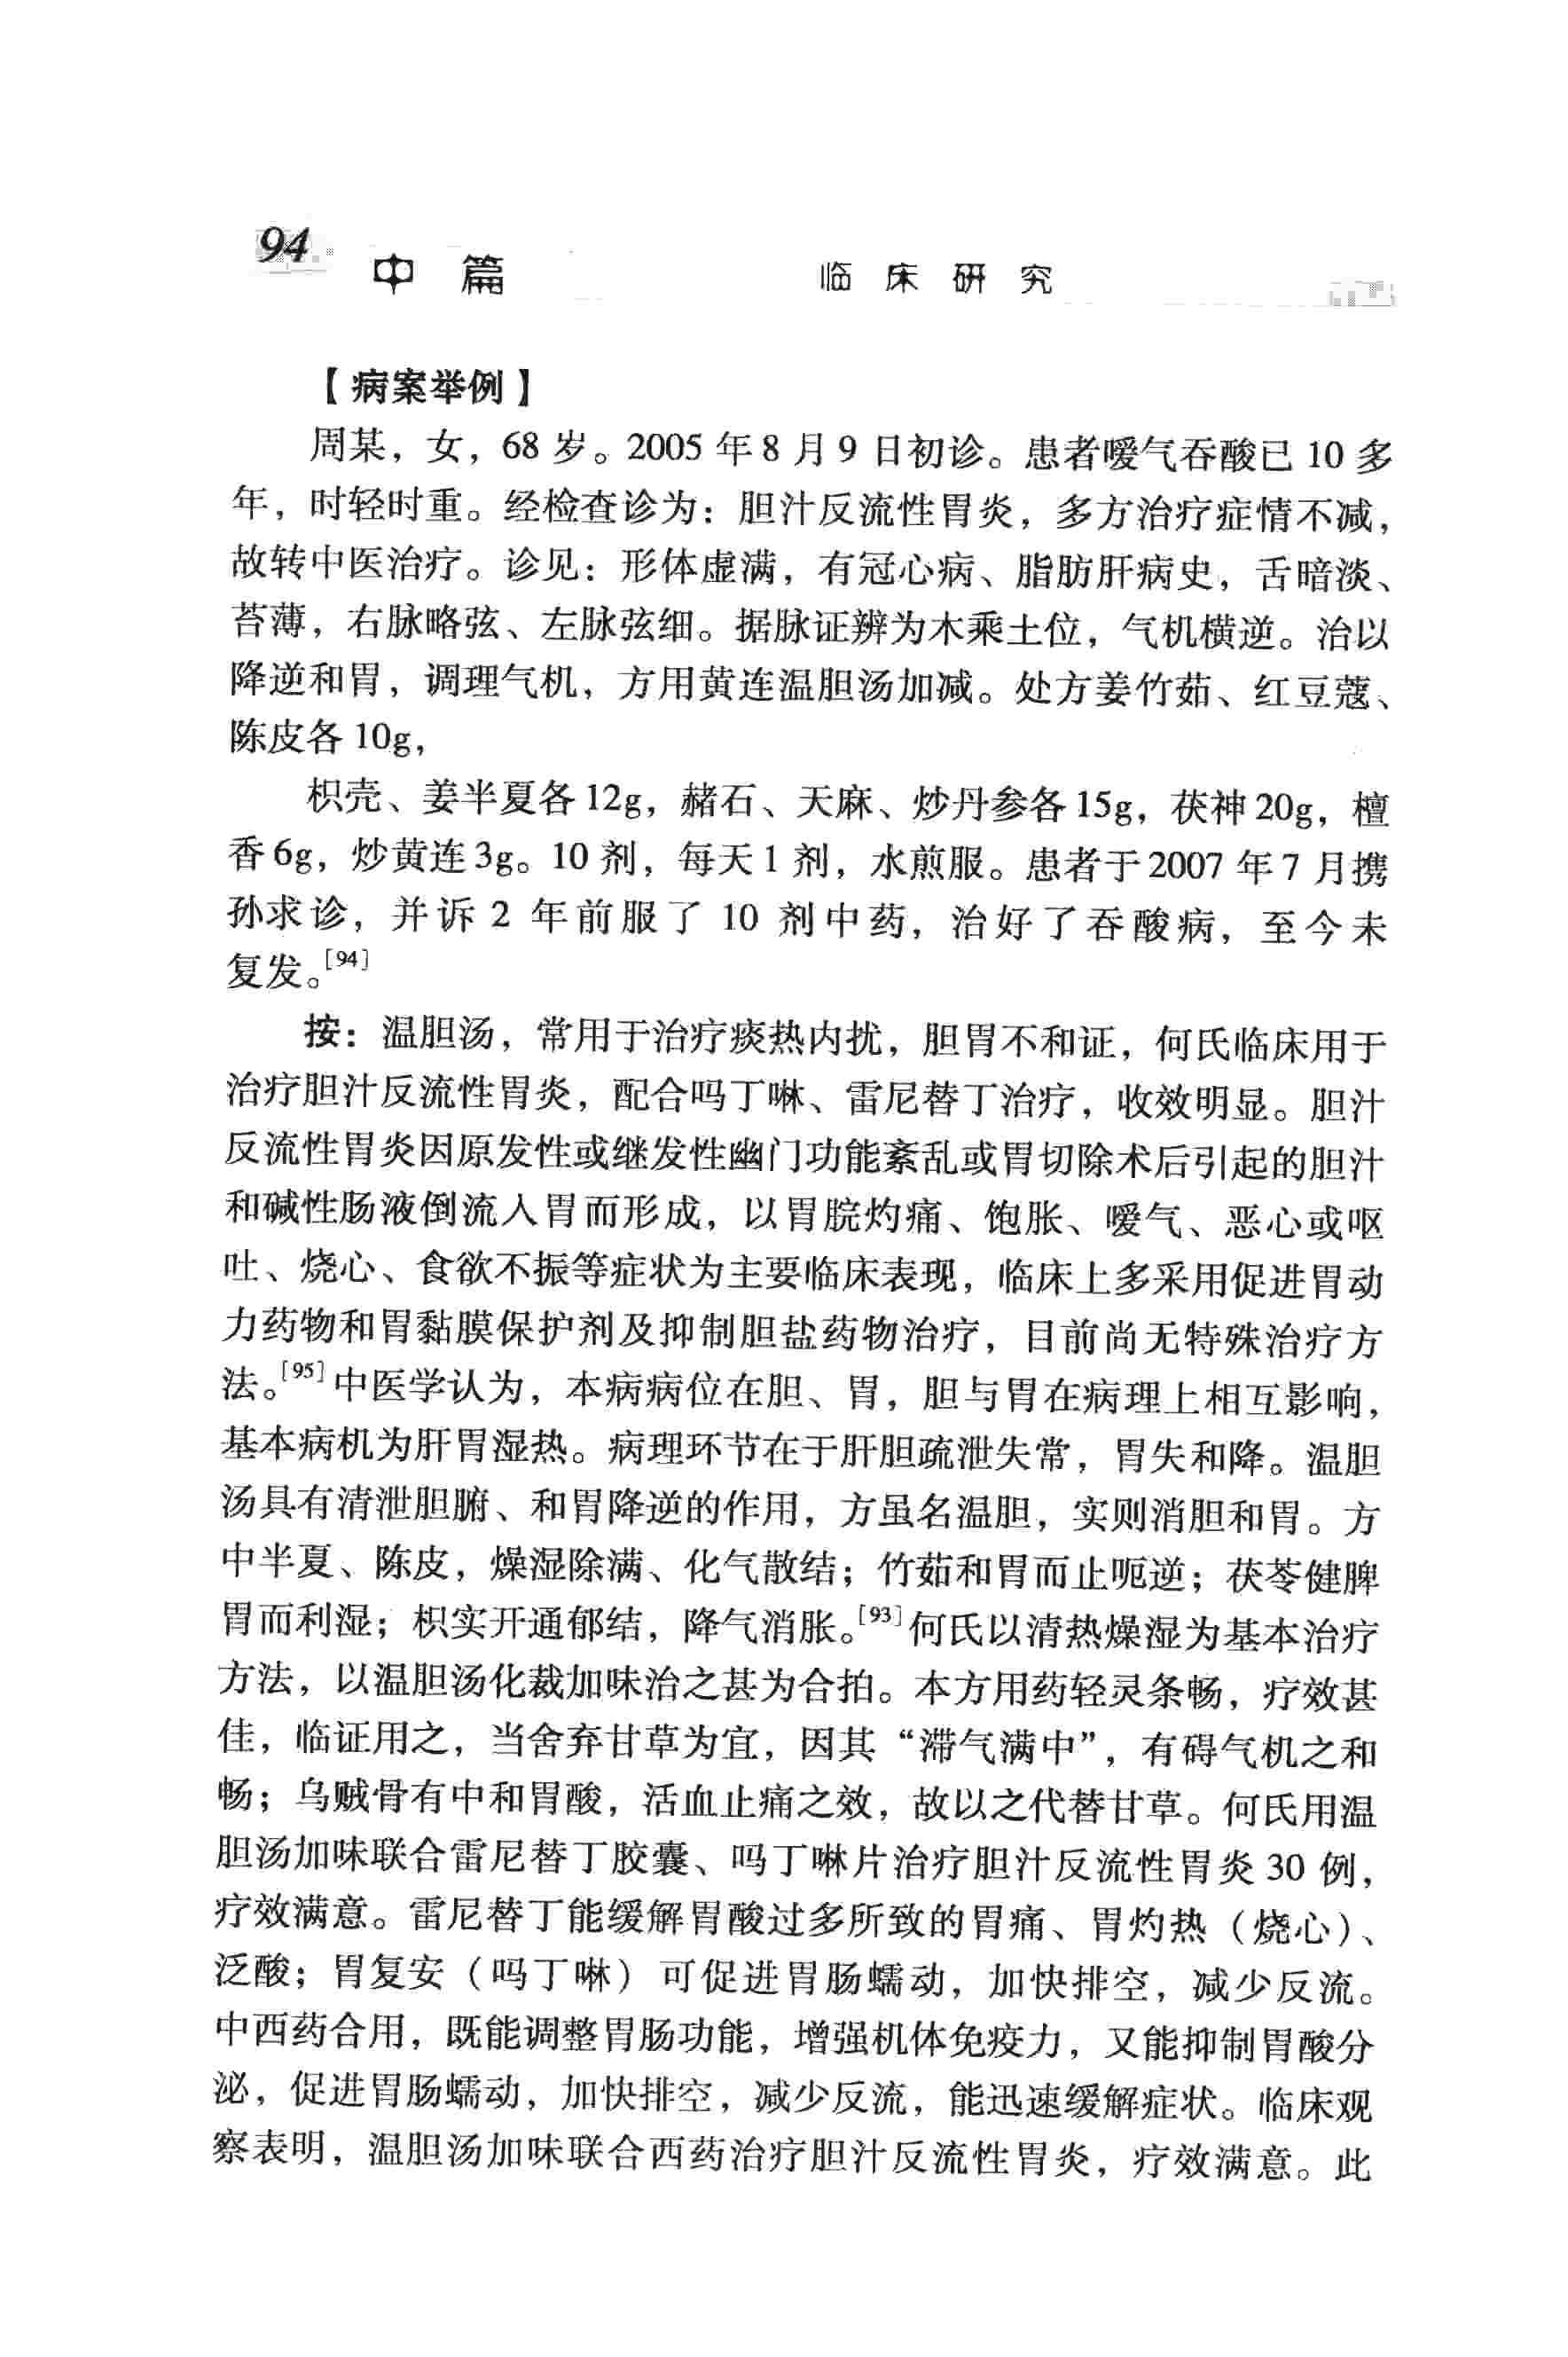 94
中篇 临床研究
【病案举例】
周某，女，68 岁。2005 年 8 月 9 日初诊。患者嗳气吞酸已 10 多
年，时轻时重。经检查诊为：胆汁反流性胃炎，多方治疗症情不减，
故转中医治疗。诊见：形体虚满，有冠心病、脂肪肝病史，舌暗淡、
苔薄，右脉略弦、左脉弦细。据脉证辨为木乘土位，气机横逆。治以
降逆和胃，调理气机，方用黄连温胆汤加减。处方姜竹茹、红豆蔻、
陈皮各 10g，
枳壳、姜半夏各 12g，赭石、天麻、炒丹参各 15g，茯神 20g，檀
香 6g，炒黄连 3g。10 剂，每天 1 剂，水煎服。患者于 2007 年 7 月携
孙求诊，并诉 2 年前服了 10 剂中药，治好了吞酸病，至今未
复发。[94]
按：温胆汤，常用于治疗痰热内扰，胆胃不和证，何氏临床用于
治疗胆汁反流性胃炎，配合吗丁啉、雷尼替丁治疗，收效明显。胆汁
反流性胃炎因原发性或继发性幽门功能紊乱或胃切除术后引起的胆汁
和碱性肠液倒流人胃而形成，以胃脘灼痛、饱胀、嗳气、恶心或呕
吐、烧心、食欲不振等症状为主要临床表现，临床上多采用促进胃动
力药物和胃黏膜保护剂及抑制胆盐药物治疗，目前尚无特殊治疗方
法。[95]中医学认为，本病病位在胆、胃，胆与胃在病理上相互影响，
基本病机为肝胃湿热。病理环节在于肝胆疏泄失常，胃失和降。温胆
汤具有清泄胆腑、和胃降逆的作用，方虽名温胆，实则消胆和胃。方
中半夏、陈皮，燥湿除满、化气散结；竹茹和胃而止呃逆；茯苓健脾
胃而利湿；枳实开通郁结，降气消胀。[93]何氏以清热燥湿为基本治疗
方法，以温胆汤化裁加味治之甚为合拍。本方用药轻灵条畅，疗效甚
佳，临证用之，当舍弃甘草为宜，因其“滞气满中”，有碍气机之和
畅；乌贼骨有中和胃酸，活血止痛之效，故以之代替甘草。何氏用温
胆汤加味联合雷尼替丁胶囊、吗丁啉片治疗胆汁反流性胃炎 30 例，
疗效满意。雷尼替丁能缓解胃酸过多所致的胃痛、胃灼热（烧心）、
泛酸；胃复安（吗丁啉）可促进胃肠蠕动，加快排空，减少反流。
中西药合用，既能调整胃肠功能，增强机体免疫力，又能抑制胃酸分
泌，促进胃肠蠕动，加快排空，减少反流，能迅速缓解症状。临床观
察表明，温胆汤加味联合西药治疗胆汁反流性胃炎，疗效满意。此